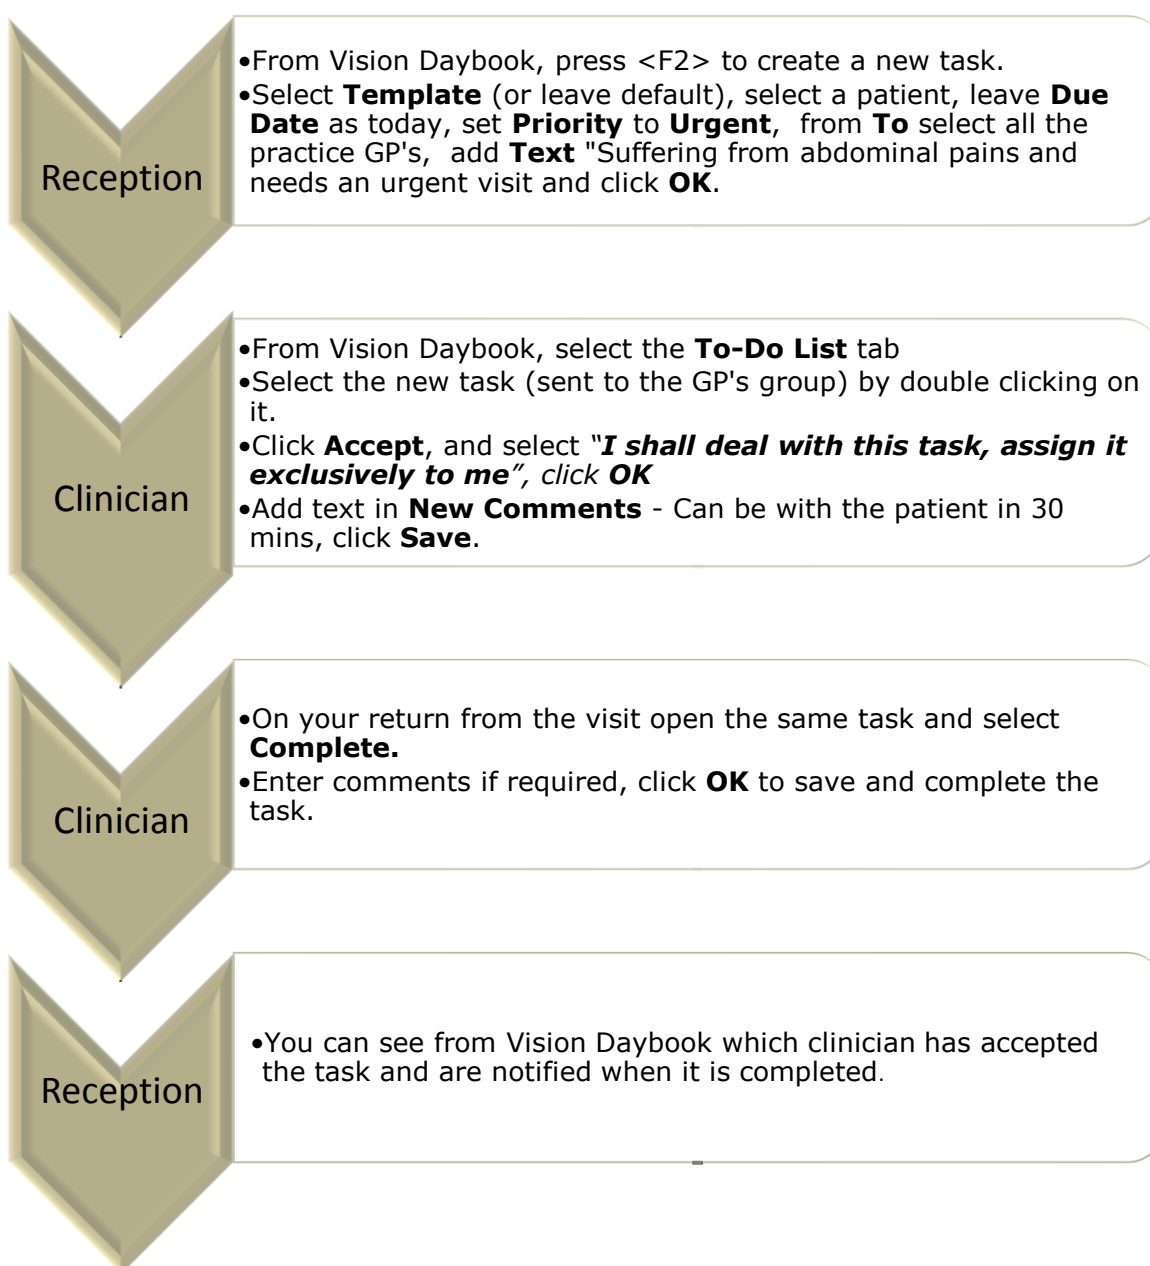 Reception
•From Vision Daybook, press <F2> to create a new task.
•Select Template (or leave default), select a patient, leave Due
Date as today, set Priority to Urgent, from To select all the
practice GP's, add Text "Suffering from abdominal pains and
needs an urgent visit and click OK.
Clinician
•From Vision Daybook, select the To-Do List tab
•Select the new task (sent to the GP's group) by double clicking on
it.
•Click Accept, and select “I shall deal with this task, assign it
exclusively to me”, click OK
•Add text in New Comments - Can be with the patient in 30
mins, click Save.
Clinician
•On your return from the visit open the same task and select
Complete.
•Enter comments if required, click OK to save and complete the
task.
Reception
•You can see from Vision Daybook which clinician has accepted
the task and are notified when it is completed.